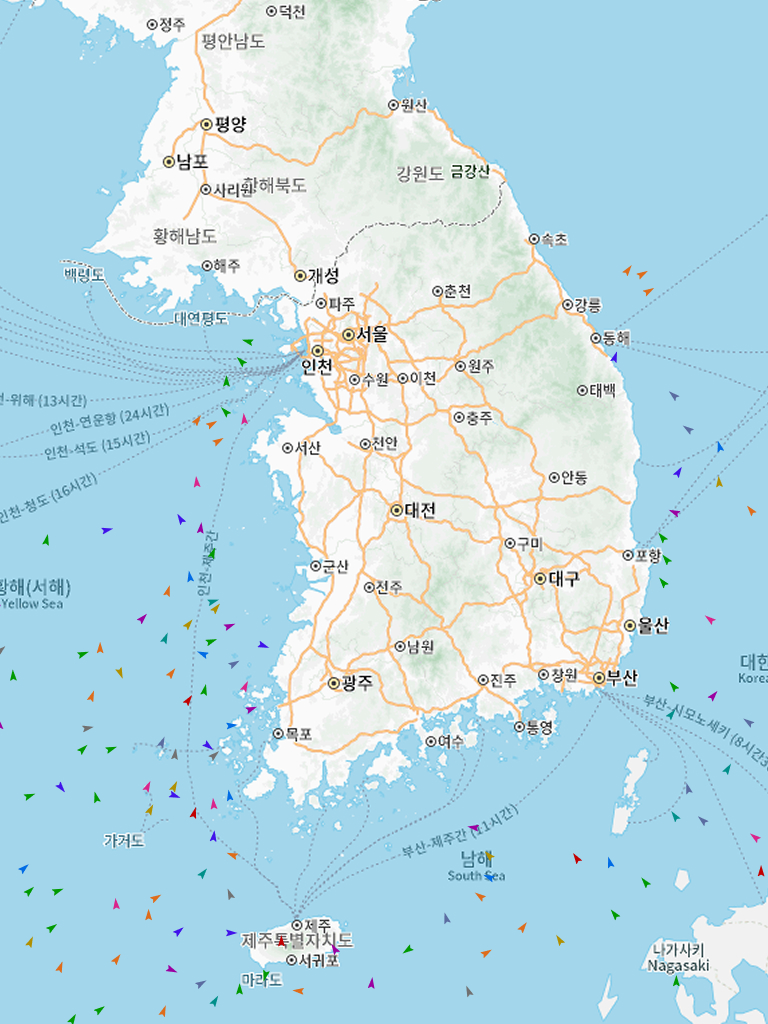 덕천
정주
평안남도
원산
평양
남포
강원도
금강산
사리원
황해북도
황해남도
속초
해주
백령도
개성
춘천
파주
강릉
대연평도
서울
동해
인천
원주
수원
이천
태백
-위해 (13시간)
인천-연운항 (24시간)
충주
인천-석도 (15시간)
천안
서산
안동
인천-청도 (16시간)
대전
구미
포항
인천-제주간
군산
대구
황해(서해)
Yellow Sea
전주
울산
남원
대한
Korea
광주
진주
창원
부산
부산-시모노세키 (8시간3
통영
목포
여수
가거도
부산-제주간 (11시간)
남해
South Sea
제주
제주특별자치도
나가사키
Nagasaki
서귀포
마라도